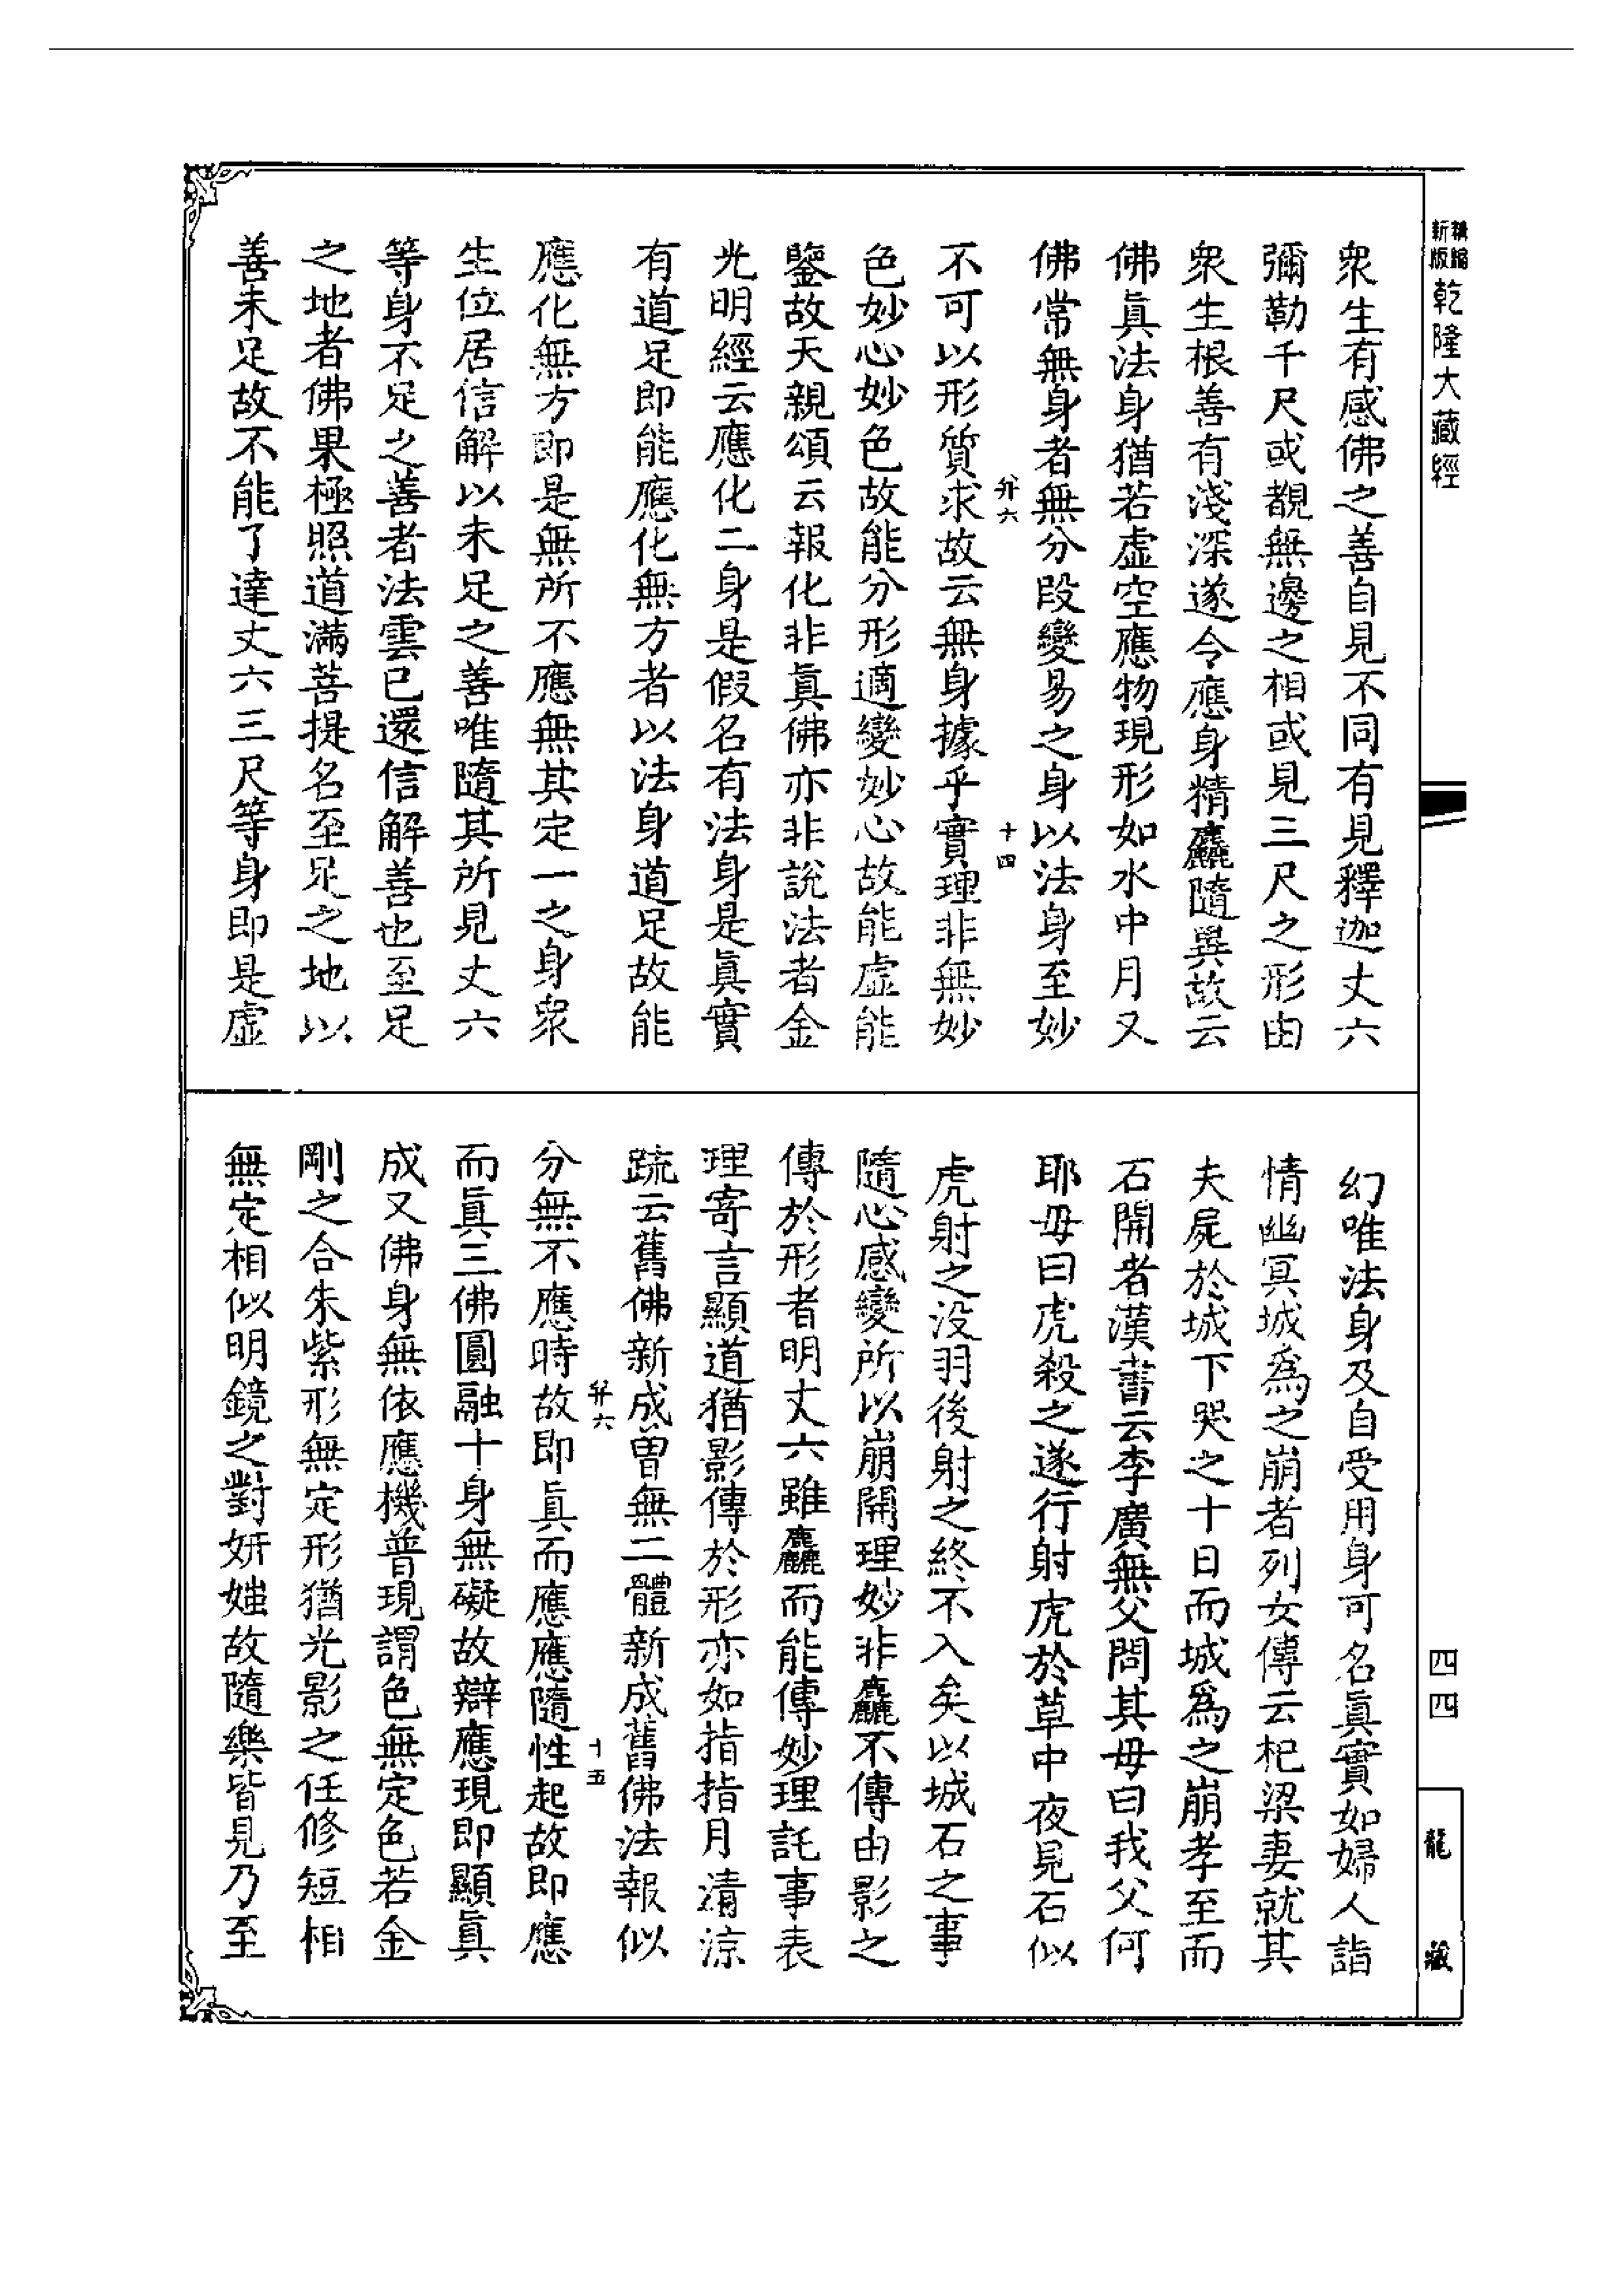 新版精縮乾隆大藏經
衆生有感佛之善自見不同有見釋迦丈六
彌勒千尺或覩無邊之相或見三尺之形由
衆生根善有淺深遂令應身精麤隨異故云
佛眞法身猶若虛空應物現形如水中月又
佛常無身者無分段變易之身以法身至妙
弁六 十四
不可以形質求故云無身據乎實理非無妙
色妙心妙色故能分形適變妙心故能虛能
鑒故天親頌云報化非眞佛亦非說法者金
光明經云應化二身是假名有法身是眞實
有道足即能應化無方者以法身道足故能
應化無方即是無所不應無其定一之身衆
生位居信解以未足之善唯隨其所見丈六
等身不足之善者法雲已還信解善也至足
之地者佛果極照道滿菩提名至足之地以
善未足故不能了達丈六三尺等身即是虛
幻唯法身及自受用身可名眞實如婦人詣
情幽冥城爲之崩者列女傳云杞梁妻就其
夫屍於城下哭之十日而城爲之崩孝至而
石開者漢書云李廣無父問其毋曰我父何
耶毋曰虎殺之遂行射虎於草中夜見石似
虎射之没羽後射之終不入矣以城石之事
隨心感變所以崩開理妙非麤不傳由影之
傳於形者明丈六雖麤而能傳妙理託事表
理寄言顯道猶影傳於形亦如指指月清涼
䟽云舊佛新成曾無二體新成舊佛法報似
弁六 十五
分無不應時故即眞而應應隨性起故即應
而眞三佛圓融十身無礙故辯應現即顯眞
成又佛身無依應機普現謂色無定色若金
剛之合朱紫形無定形猶光影之任修短相
無定相似明鏡之對妍媸故隨樂皆見乃至
四四
龍藏